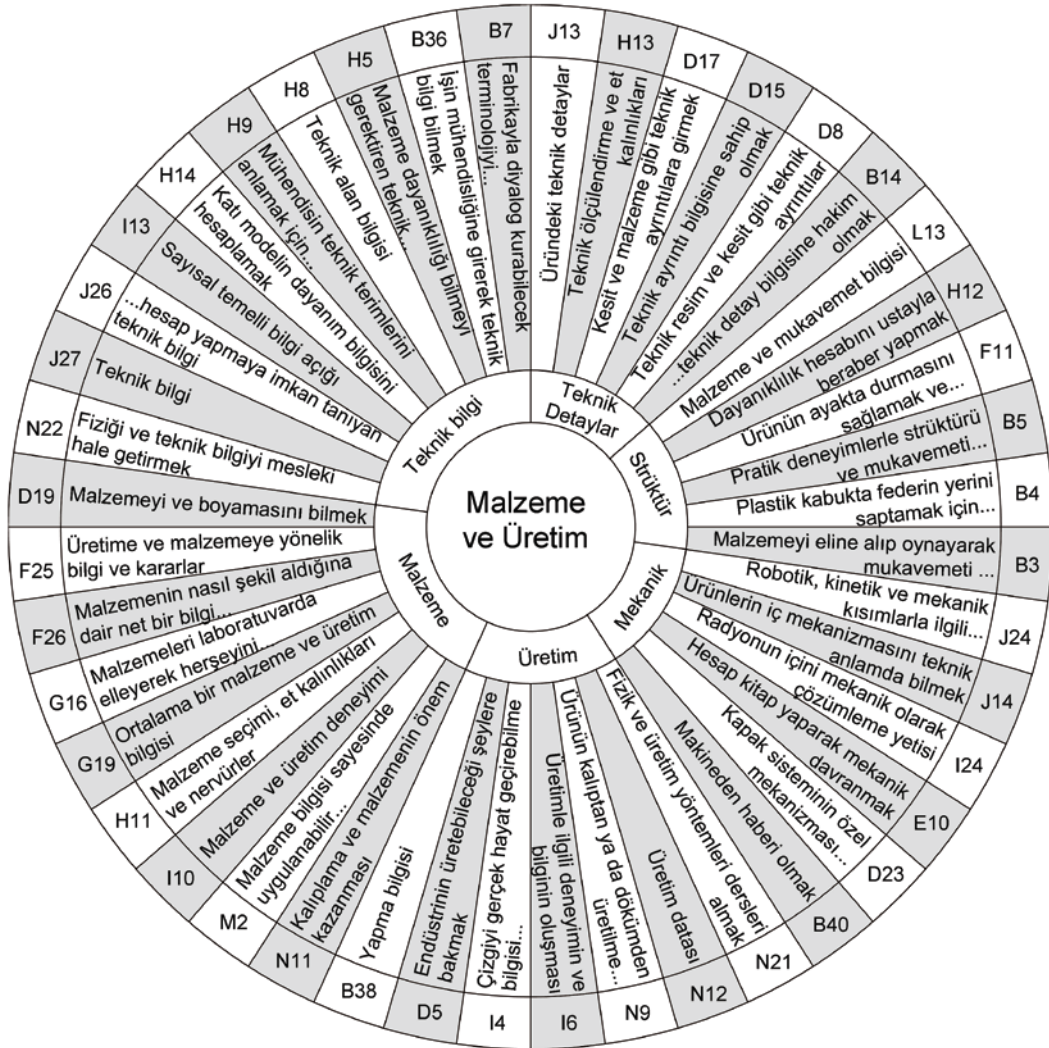 Malzeme
ve Üretim
Teknik
Detaylar
J13
Üründeki teknik detaylar
H13
Teknik ölçülendirme ve et
kalınlıkları
D17
Kesit ve malzeme gibi teknik
ayrıntılara girmek
D15
Teknik ayrıntı bilgisine sahip
olmak
D8
Teknik resim ve kesit gibi teknik
ayrıntılar
B14
...teknik detay bilgisine hakim
olmak
Strüktür
L13
Malzeme ve mukavemet bilgisi
H12
Dayanıklılık hesabını ustayla
beraber yapmak
F11
Ürünün ayakta durmasını
sağlamak ve...
B5
Pratik deneyimlerle strüktürü
ve mukavemeti...
B4
Plastik kabukta federin yerini
saptamak için...
B3
Malzemeyi eline alıp oynayarak
mukavemeti ...
Mekanik
J24
Robotik, kinetik ve mekanik
kısımlarla ilgili...
J14
Ürünlerin iç mekanizmasını teknik
anlamda bilmek
I24
Radyonun içini mekanik olarak
çözümleme yetisi
E10
Hesap kitap yaparak mekanik
davranmak
D23
Kapak sisteminin özel
mekanizması...
B40
Makineden haberi olmak
Üretim
N21
Fizik ve üretim yöntemleri dersleri
almak
N12
Üretim datası
N9
Ürünün kalıptan ya da dökümden
üretilme...
I6
Üretimle ilgili deneyimin ve
bilginin oluşması
I4
Çizgiyi gerçek hayat geçirebilme
bilgisi...
D5
Endüstrinin üretebileceği şeylere
bakmak
B38
Yapma bilgisi
Malzeme
N11
Kalıplama ve malzemenin önem
kazanması
M2
Malzeme bilgisi sayesinde
uygulanabilir...
I10
Malzeme ve üretim deneyimi
H11
Malzeme seçimi, et kalınlıkları
ve nervürler
G19
Ortalama bir malzeme ve üretim
bilgisi
G16
Malzemeleri laboratuvarda
elleyerek herşeyini...
F26
Malzemenin nasıl şekil aldığına
dair net bir bilgi...
F25
Üretime ve malzemeye yönelik
bilgi ve kararlar
D19
Malzemeyi ve boyamasını bilmek
Teknik bilgi
N22
Fiziği ve teknik bilgiyi mesleki
hale getirmek
J27
Teknik bilgi
J26
...hesap yapmaya imkan tanıyan
teknik bilgi
I13
Sayısal temelli bilgi açığı
H14
Katı modelin dayanım bilgisini
hesaplamak
H9
Mühendisin teknik terimlerini
anlamak için...
H8
Teknik alan bilgisi
H5
Malzeme dayanıklılığı bilmeyi
gerektiren teknik...
B36
İşin mühendisliğine girerek teknik
bilgi bilmek
B7
Fabrikayla diyalog kurabilecek
terminolojiyi...